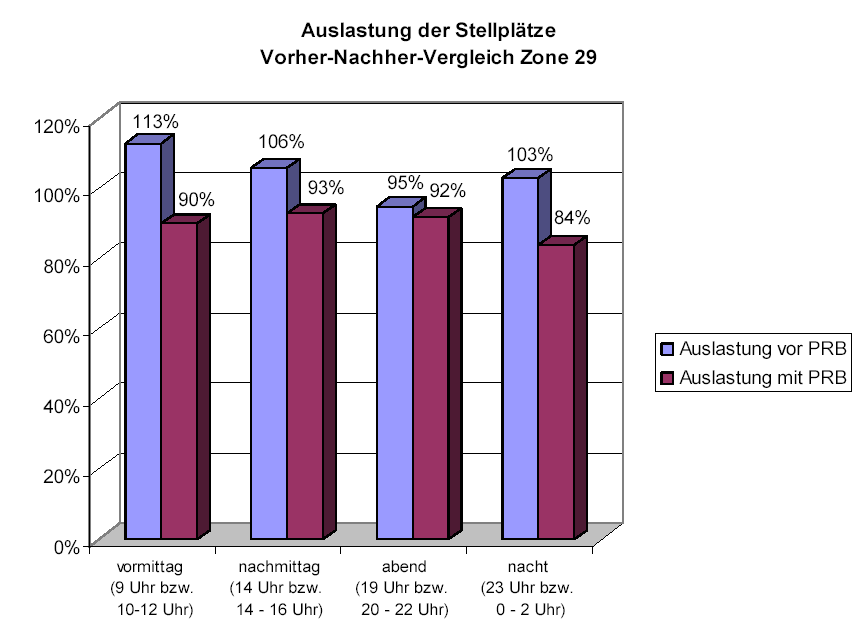 Auslastung der Stellplätze
Vorher-Nachher-Vergleich Zone 29
120%
100%
80%
60%
40%
20%
0%
113%
90%
106%
93%
95%
92%
103%
84%
vormittag
(9 Uhr bzw.
10-12 Uhr)
nachmittag
(14 Uhr bzw.
14 - 16 Uhr)
abend
(19 Uhr bzw.
20 - 22 Uhr)
nacht
(23 Uhr bzw.
0 - 2 Uhr)
Auslastung vor PRB
Auslastung mit PRB